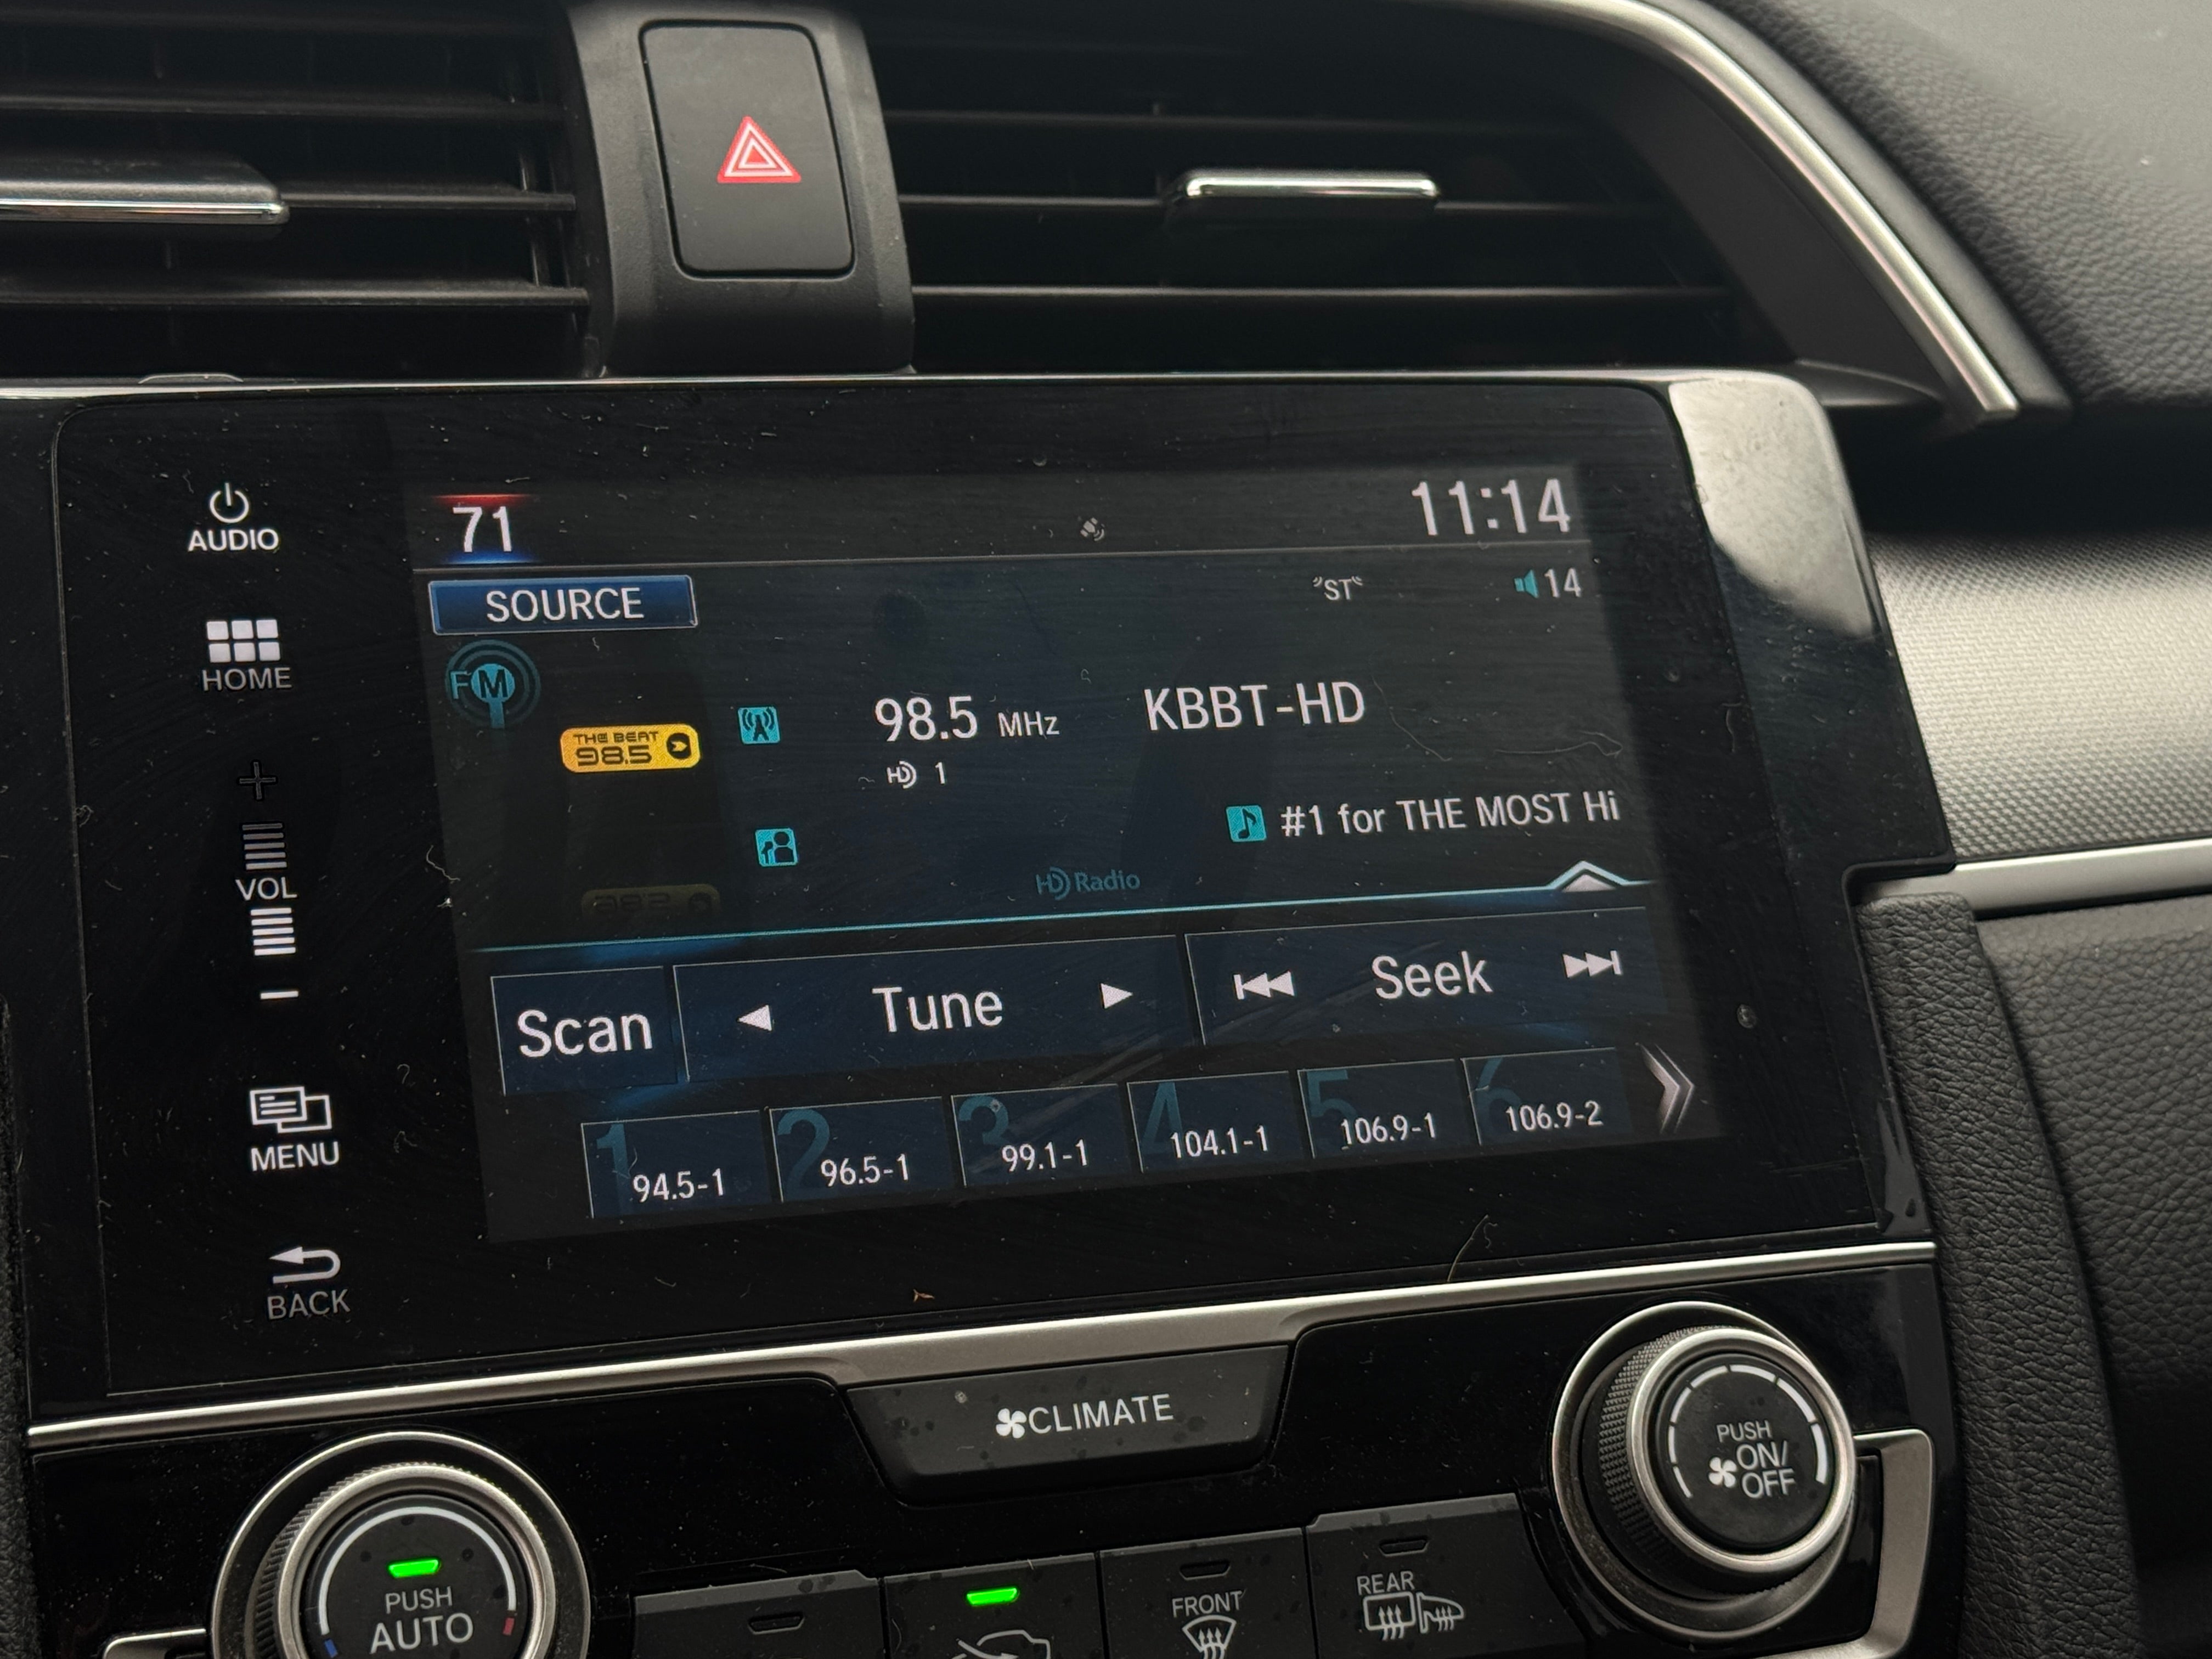 AUDIO
HOME
VOL
MENU
BACK
71
11:14
SOURCE
"ST"
14
FM
THE BEAT
98.5
98.5 MHz
KBBT-HD
HD 1
#1 for THE MOST Hi
HD Radio
Scan
Tune
Seek
1
94.5-1
2
96.5-1
3
99.1-1
4
104.1-1
5
106.9-1
6
106.9-2
CLIMATE
PUSH
AUTO
FRONT
REAR
PUSH
ON/
OFF